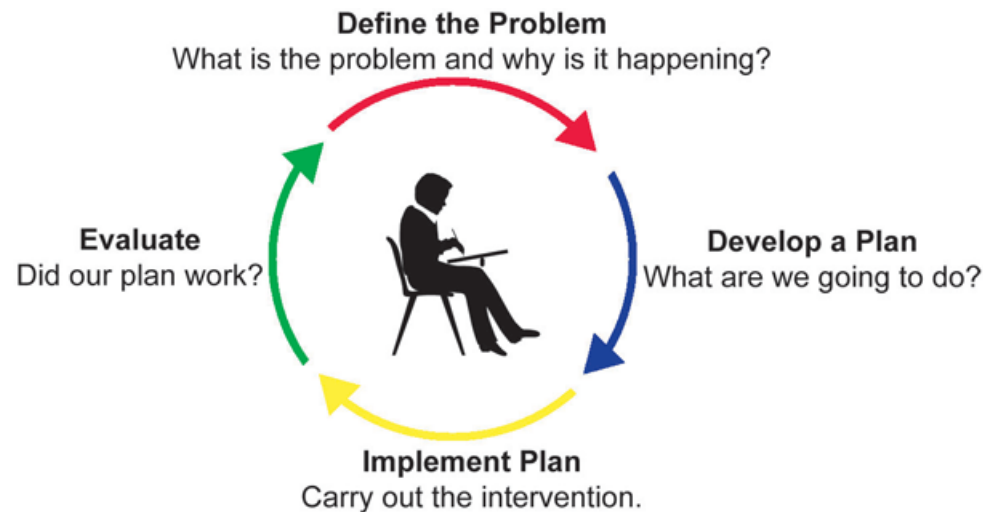 Define the Problem
What is the problem and why is it happening?
Develop a Plan
What are we going to do?
Implement Plan
Carry out the intervention.
Evaluate
Did our plan work?